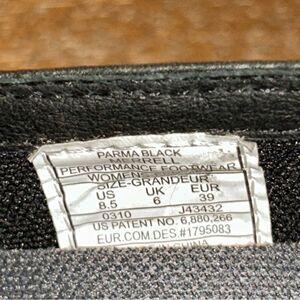 PARMA BLACK
MERRELL
PERFORMANCE FOOTWEAR
WOMEN
SIZE-GRANDEUR
US UK EUR
8.5 6 39
0310 J43432
US PATENT NO. 6,880,266
EUR.COM.DES.#1795083
CHINA